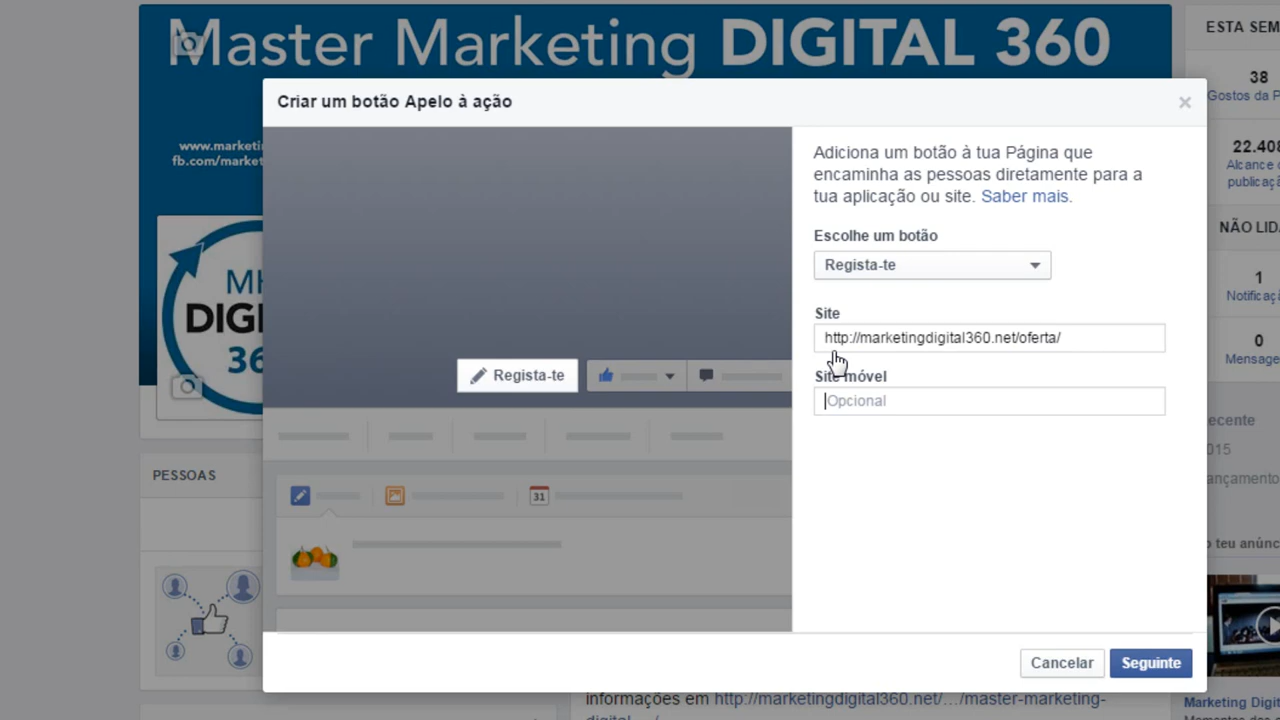 Master Marketing DIGITAL 360
ESTA SEM
38
Gostos da P
www.marketi
fb.com/market
22.408
Alcance
publicaç
NÃO LID
1
Notificaç
0
Mensage
DIGI
36
Criar um botão Apelo à ação
Adiciona um botão à tua Página que
encaminha as pessoas diretamente para a
tua aplicação ou site. Saber mais.
Escolhe um botão
Regista-te
Site
http://marketingdigital360.net/oferta/
Site móvel
Opcional
Regista-te
31
Cancelar
Seguinte
PESSOAS
ecente
015
ançamento
o teu anúnc
Marketing Digit
informações em http://marketingdigital360.net/.../master-marketing-